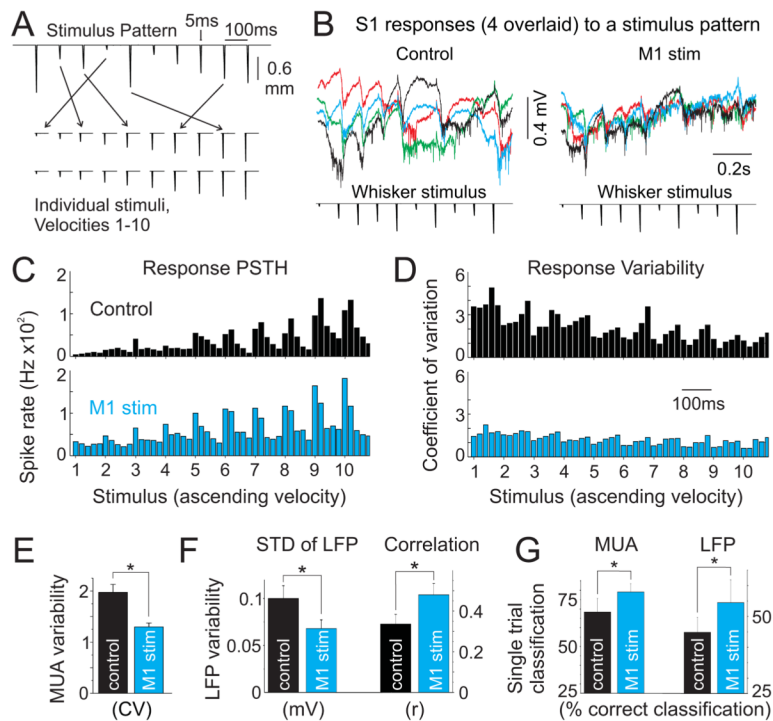 A
Stimulus Pattern
5ms
100ms
0.6
mm
Individual stimuli,
Velocities 1-10
B
S1 responses (4 overlaid) to a stimulus pattern
Control
M1 stim
0.4 mV
0.2s
Whisker stimulus
Whisker stimulus
C
Response PSTH
Control
2
1
0
M1 stim
2
1
0
Spike rate (Hz x10²)
1 2 3 4 5 6 7 8 9 10
Stimulus (ascending velocity)
D
Response Variability
6
3
0
6
3
0
100ms
Coefficient of variation
1 2 3 4 5 6 7 8 9 10
Stimulus (ascending velocity)
E
*
2
1
0
MUA variability
control
M1 stim
(CV)
F
STD of LFP
Correlation
*
*
0.1
0.05
0
LFP variability
control
M1 stim
control
M1 stim
0.4
0.2
0
(mV)
(r)
G
MUA
LFP
*
*
75
50
25
Single trial
classification
control
M1 stim
control
M1 stim
50
25
(% correct classification)